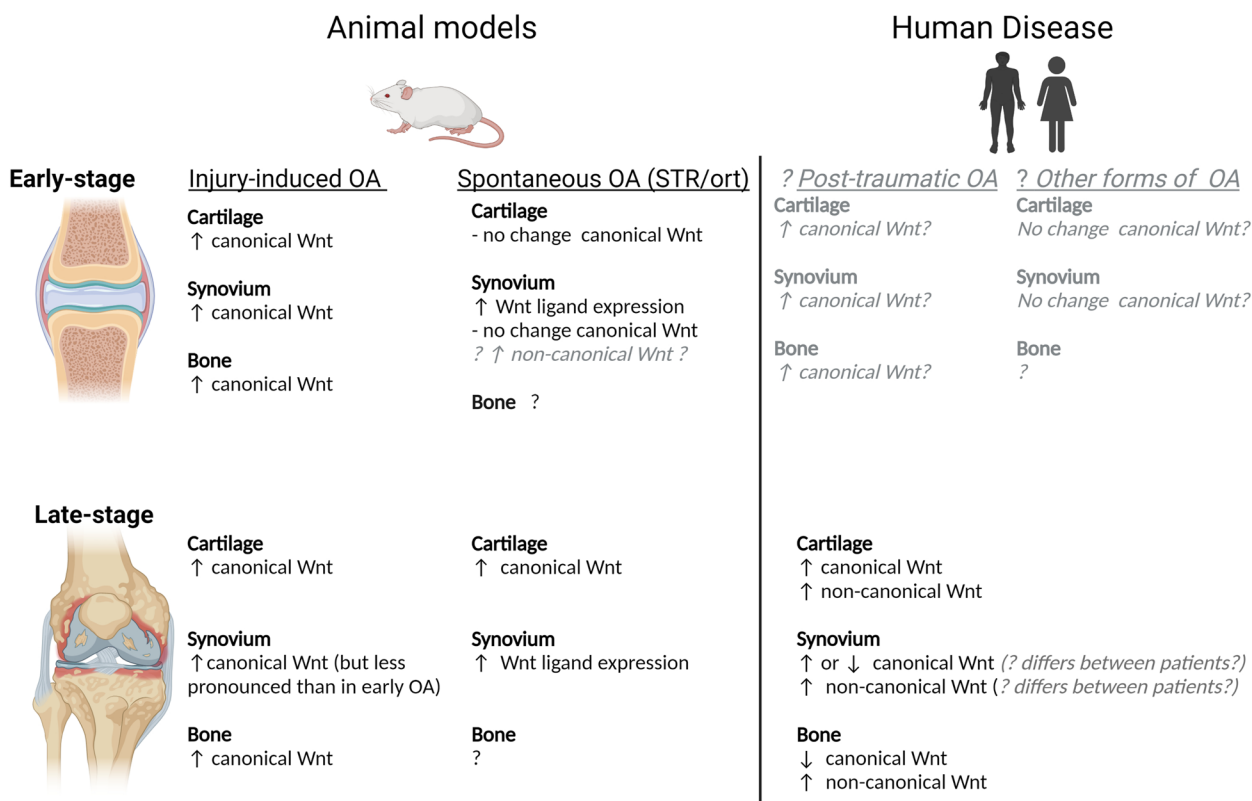 Animal models
Human Disease
Early-stage
Injury-induced OA
Cartilage
↑ canonical Wnt
Synovium
↑ canonical Wnt
Bone
↑ canonical Wnt
Spontaneous OA (STR/ort)
Cartilage
- no change canonical Wnt
Synovium
↑ Wnt ligand expression
- no change canonical Wnt
? ↑ non-canonical Wnt ?
Bone ?
? Post-traumatic OA
Cartilage
↑ canonical Wnt?
Synovium
↑ canonical Wnt?
Bone
↑ canonical Wnt?
? Other forms of OA
Cartilage
No change canonical Wnt?
Synovium
No change canonical Wnt?
Bone
?
Late-stage
Cartilage
↑ canonical Wnt
Synovium
↑canonical Wnt (but less
pronounced than in early OA)
Bone
↑ canonical Wnt
Cartilage
↑ canonical Wnt
Synovium
↑ Wnt ligand expression
Bone
?
Cartilage
↑ canonical Wnt
↑ non-canonical Wnt
Synovium
↑ or ↓ canonical Wnt (? differs between patients?)
↑ non-canonical Wnt (? differs between patients?)
Bone
↓ canonical Wnt
↑ non-canonical Wnt